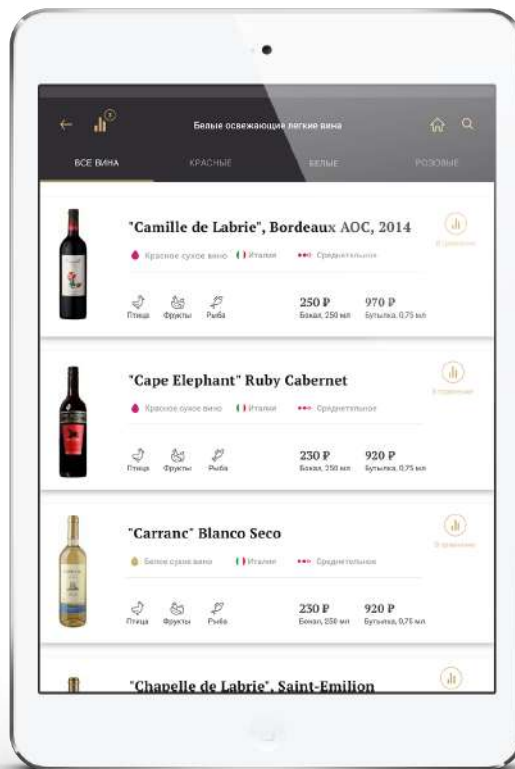 Белые освежающие легкие вина
ВСЕ ВИНА КРАСНЫЕ БЕЛЫЕ РОЗОВЫЕ
"Camille de Labrie", Bordeaux AOC, 2014
В сравнение
Красное сухое вино Италия Среднетельное
250 ₽ 970 ₽
Птица Фрукты Рыба Бокал, 250 мл Бутылка, 0,75 мл
"Cape Elephant" Ruby Cabernet
В сравнение
Красное сухое вино Италия Среднетельное
230 ₽ 920 ₽
Птица Фрукты Рыба Бокал, 250 мл Бутылка, 0,75 мл
"Carranc" Blanco Seco
В сравнение
Белое сухое вино Италия Среднетельное
230 ₽ 920 ₽
Птица Фрукты Рыба Бокал, 250 мл Бутылка, 0,75 мл
"Chapelle de Labrie", Saint-Emilion